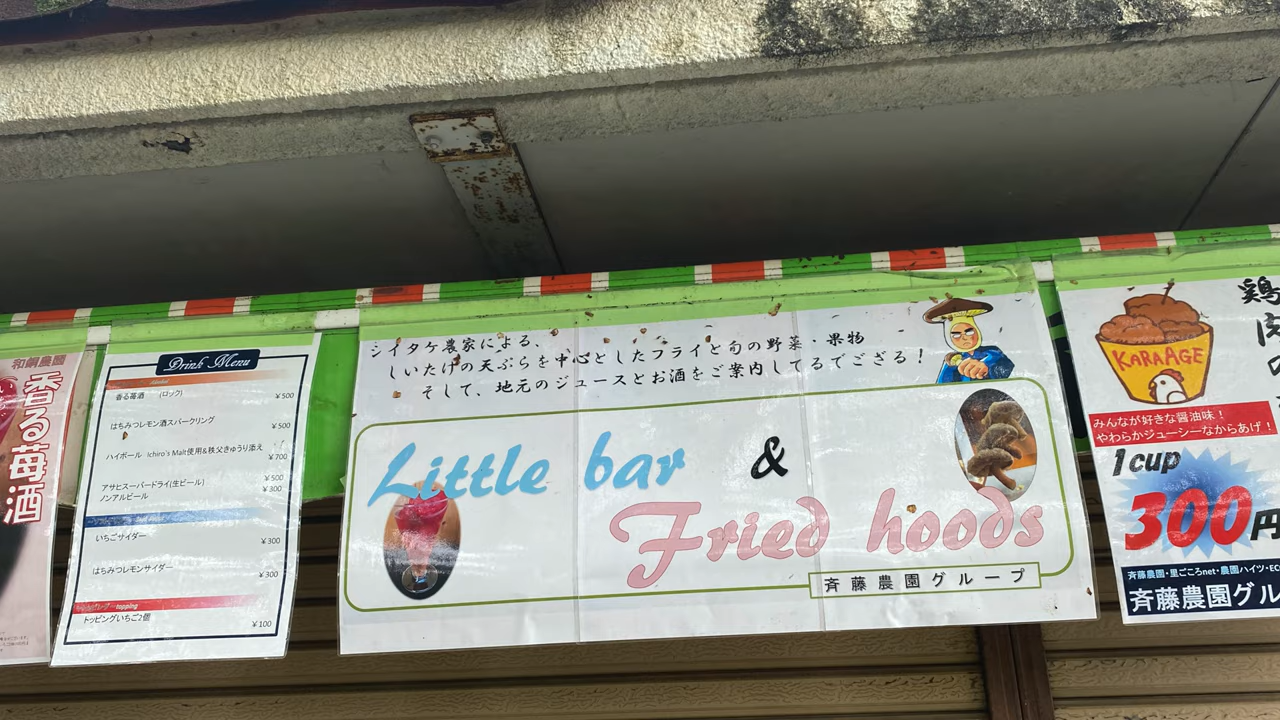 和銅農園
香る苺酒
Drink Menu
香る苺酒 (ロック) ¥500
はちみつレモン酒スパークリング ¥500
ハイボール Ichiro's Malt使用&秩父きゅうり添え ¥700
アサヒスーパードライ(生ビール) ¥500
ノンアルビール ¥300
いちごサイダー ¥300
はちみつレモンサイダー ¥300
topping
トッピングいちご2個 ¥100
シイタケ農家による、
しいたけの天ぷらを中心としたフライと旬の野菜・果物
そして、地元のジュースとお酒をご案内してるでござる!
Little bar &
Fried hoods
斉藤農園グループ
KARAAGE
鶏
肉
の
みんなが好きな醤油味!
やわらかジューシーなからあげ!
1cup
300円
斉藤農園・里ごころnet・農園ハイツ・EC
斉藤農園グル